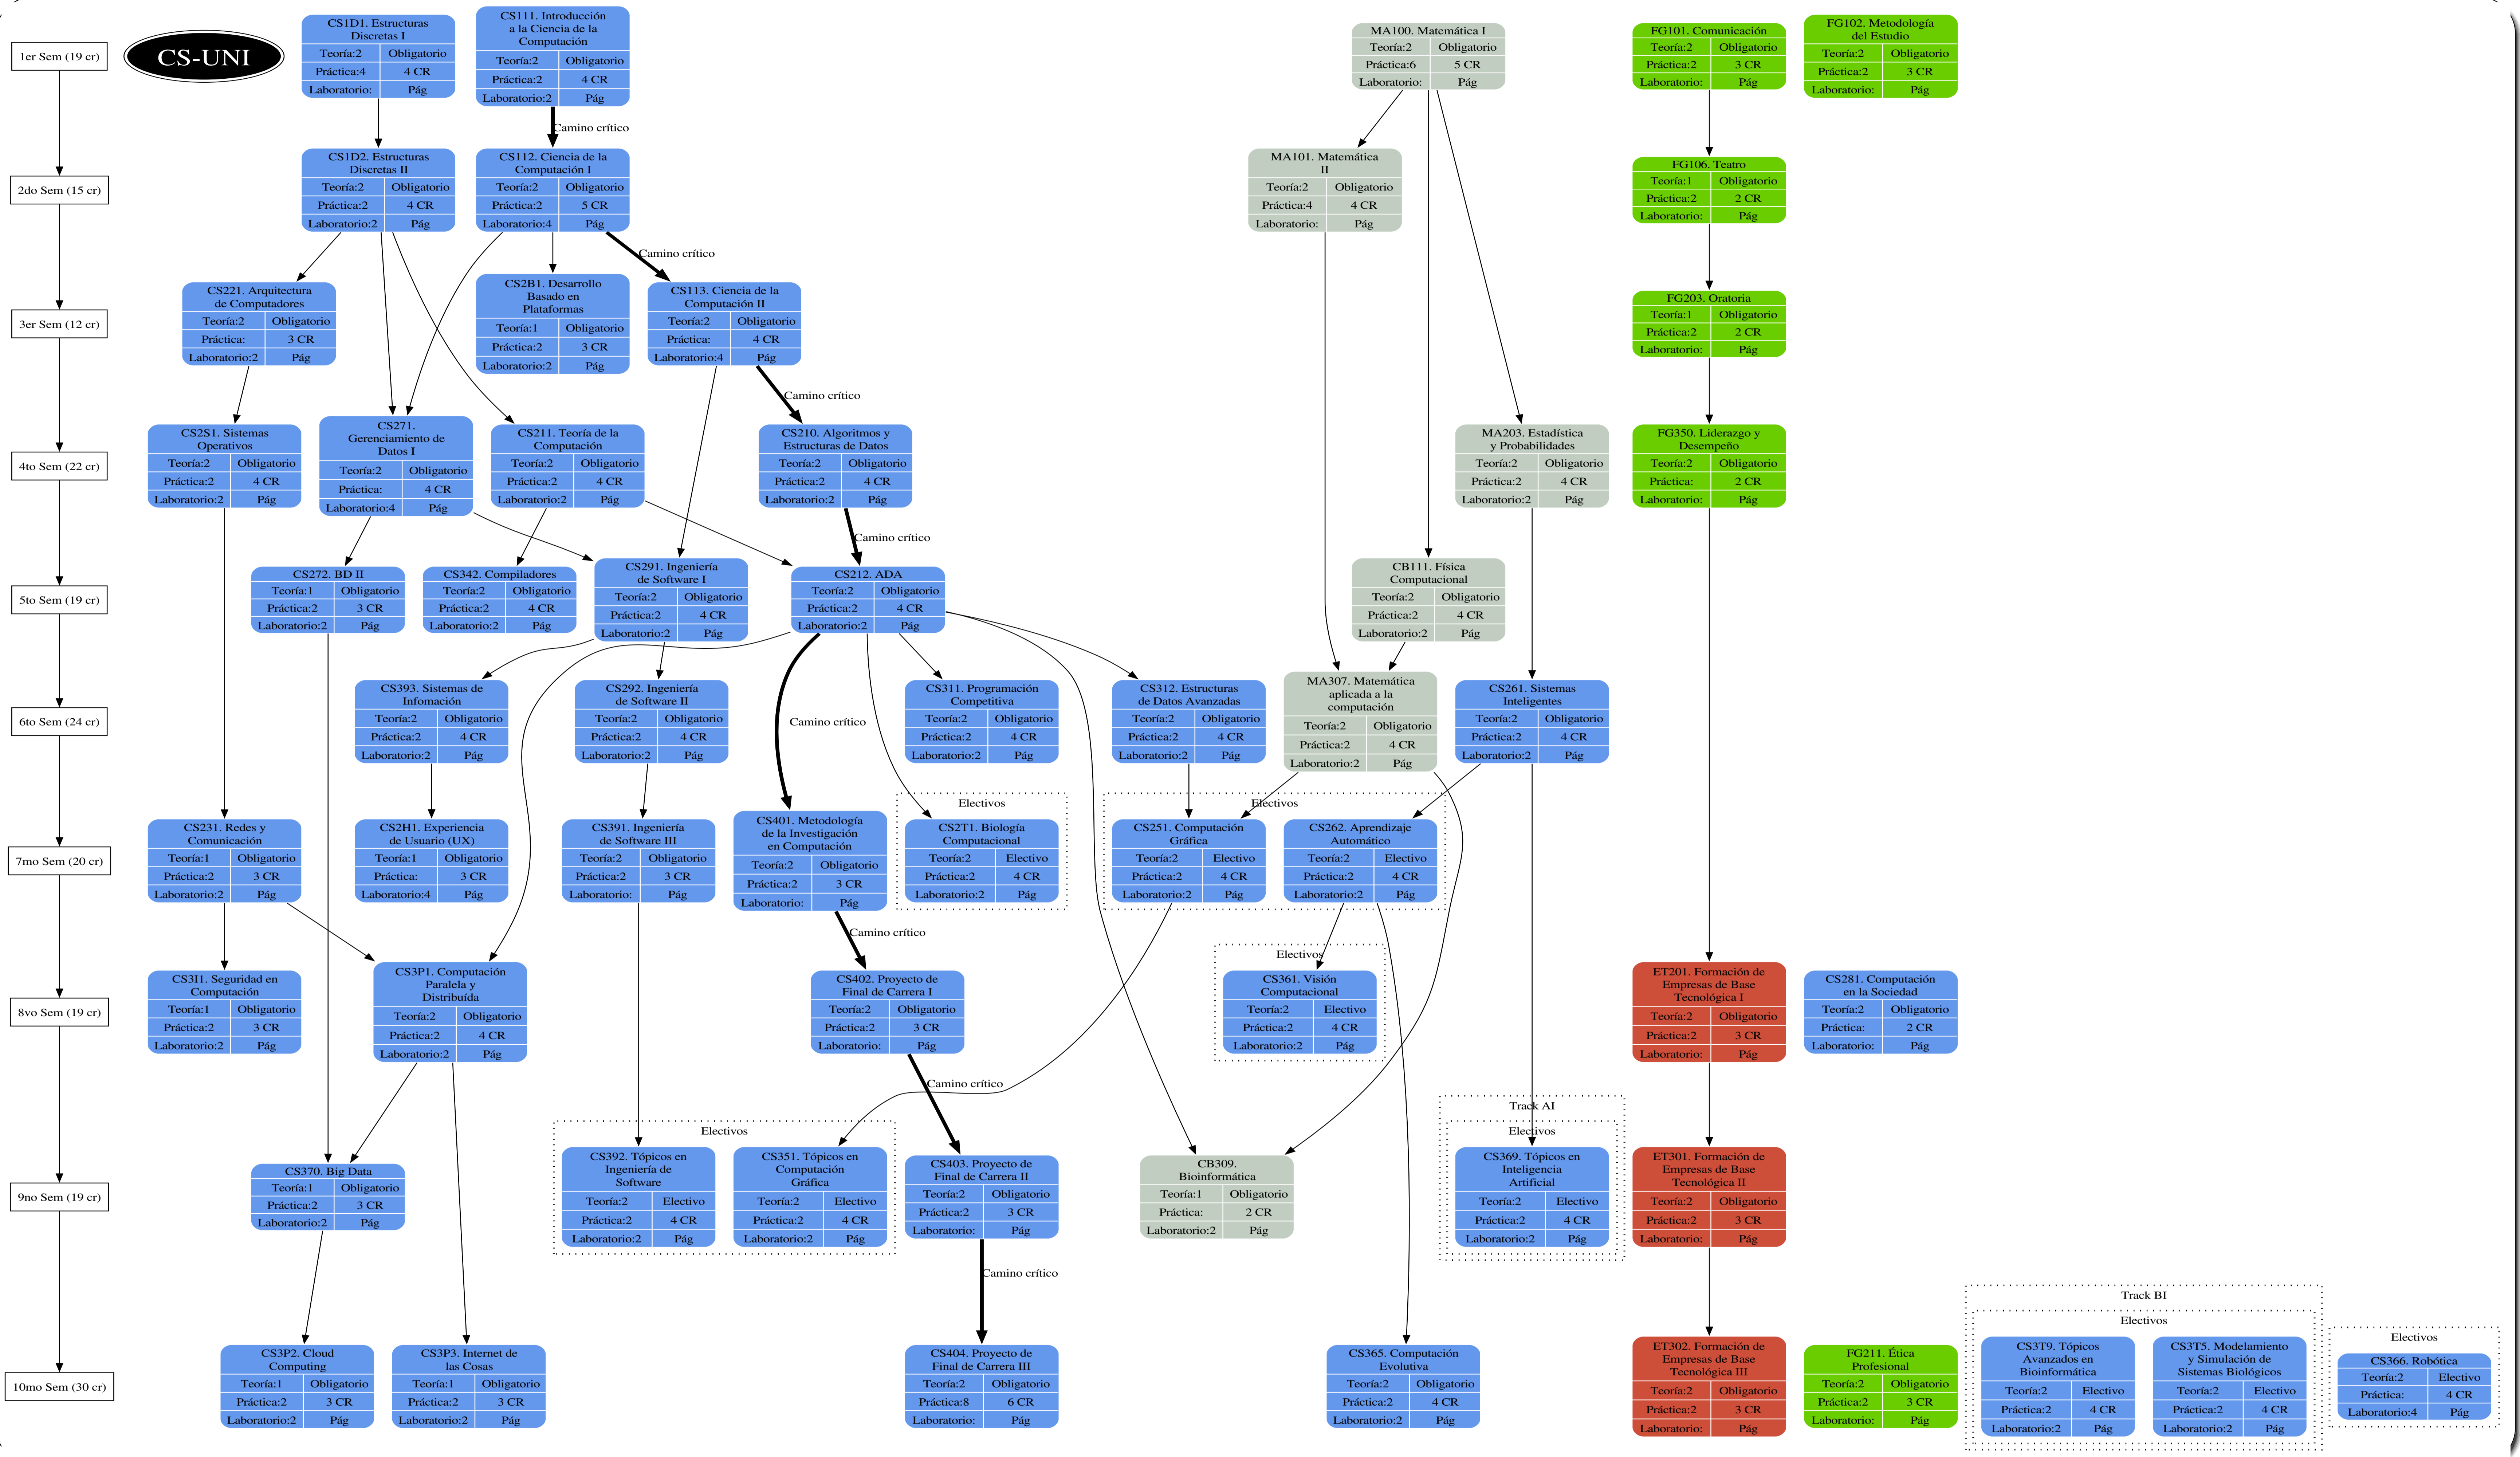 CS-UNI
1er Sem (19 cr)
CS1D1. Estructuras
Discretas I
Teoría:2 Obligatorio
Práctica:4 4 CR
Laboratorio: Pág
CS111. Introducción
a la Ciencia de la
Computación
Teoría:2 Obligatorio
Práctica:2 4 CR
Laboratorio:2 Pág
MA100. Matemática I
Teoría:2 Obligatorio
Práctica:6 5 CR
Laboratorio: Pág
FG101. Comunicación
Teoría:2 Obligatorio
Práctica:2 3 CR
Laboratorio: Pág
FG102. Metodología
del Estudio
Teoría:2 Obligatorio
Práctica:2 3 CR
Laboratorio: Pág
Camino crítico
2do Sem (15 cr)
CS1D2. Estructuras
Discretas II
Teoría:2 Obligatorio
Práctica:2 4 CR
Laboratorio:2 Pág
CS112. Ciencia de la
Computación I
Teoría:2 Obligatorio
Práctica:2 5 CR
Laboratorio:4 Pág
MA101. Matemática
II
Teoría:2 Obligatorio
Práctica:4 4 CR
Laboratorio: Pág
FG106. Teatro
Teoría:1 Obligatorio
Práctica:2 2 CR
Laboratorio: Pág
Camino crítico
3er Sem (12 cr)
CS221. Arquitectura
de Computadores
Teoría:2 Obligatorio
Práctica: 3 CR
Laboratorio:2 Pág
CS2B1. Desarrollo
Basado en
Plataformas
Teoría:1 Obligatorio
Práctica:2 3 CR
Laboratorio:2 Pág
CS113. Ciencia de la
Computación II
Teoría:2 Obligatorio
Práctica: 4 CR
Laboratorio:4 Pág
FG203. Oratoria
Teoría:1 Obligatorio
Práctica:2 2 CR
Laboratorio: Pág
Camino crítico
4to Sem (22 cr)
CS2S1. Sistemas
Operativos
Teoría:2 Obligatorio
Práctica:2 4 CR
Laboratorio:2 Pág
CS271.
Gerenciamiento de
Datos I
Teoría:2 Obligatorio
Práctica: 4 CR
Laboratorio:4 Pág
CS211. Teoría de la
Computación
Teoría:2 Obligatorio
Práctica:2 4 CR
Laboratorio:2 Pág
CS210. Algoritmos y
Estructuras de Datos
Teoría:2 Obligatorio
Práctica:2 4 CR
Laboratorio:2 Pág
MA203. Estadística
y Probabilidades
Teoría:2 Obligatorio
Práctica:2 4 CR
Laboratorio:2 Pág
FG350. Liderazgo y
Desempeño
Teoría:2 Obligatorio
Práctica: 2 CR
Laboratorio: Pág
Camino crítico
5to Sem (19 cr)
CS272. BD II
Teoría:1 Obligatorio
Práctica:2 3 CR
Laboratorio:2 Pág
CS342. Compiladores
Teoría:2 Obligatorio
Práctica:2 4 CR
Laboratorio:2 Pág
CS291. Ingeniería
de Software I
Teoría:2 Obligatorio
Práctica:2 4 CR
Laboratorio:2 Pág
CS212. ADA
Teoría:2 Obligatorio
Práctica:2 4 CR
Laboratorio:2 Pág
CB111. Física
Computacional
Teoría:2 Obligatorio
Práctica:2 4 CR
Laboratorio:2 Pág
6to Sem (24 cr)
CS393. Sistemas de
Infomación
Teoría:2 Obligatorio
Práctica:2 4 CR
Laboratorio:2 Pág
CS292. Ingeniería
de Software II
Teoría:2 Obligatorio
Práctica:2 4 CR
Laboratorio:2 Pág
Camino crítico
CS311. Programación
Competitiva
Teoría:2 Obligatorio
Práctica:2 4 CR
Laboratorio:2 Pág
CS312. Estructuras
de Datos Avanzadas
Teoría:2 Obligatorio
Práctica:2 4 CR
Laboratorio:2 Pág
MA307. Matemática
aplicada a la
computación
Teoría:2 Obligatorio
Práctica:2 4 CR
Laboratorio:2 Pág
CS261. Sistemas
Inteligentes
Teoría:2 Obligatorio
Práctica:2 4 CR
Laboratorio:2 Pág
7mo Sem (20 cr)
CS231. Redes y
Comunicación
Teoría:1 Obligatorio
Práctica:2 3 CR
Laboratorio:2 Pág
CS2H1. Experiencia
de Usuario (UX)
Teoría:1 Obligatorio
Práctica: 3 CR
Laboratorio:4 Pág
CS391. Ingeniería
de Software III
Teoría:2 Obligatorio
Práctica:2 3 CR
Laboratorio: Pág
CS401. Metodología
de la Investigación
en Computación
Teoría:2 Obligatorio
Práctica:2 3 CR
Laboratorio: Pág
Electivos
CS2T1. Biología
Computacional
Teoría:2 Electivo
Práctica:2 4 CR
Laboratorio:2 Pág
Electivos
CS251. Computación
Gráfica
Teoría:2 Electivo
Práctica:2 4 CR
Laboratorio:2 Pág
CS262. Aprendizaje
Automático
Teoría:2 Electivo
Práctica:2 4 CR
Laboratorio:2 Pág
Camino crítico
8vo Sem (19 cr)
CS3I1. Seguridad en
Computación
Teoría:1 Obligatorio
Práctica:2 3 CR
Laboratorio:2 Pág
CS3P1. Computación
Paralela y
Distribuída
Teoría:2 Obligatorio
Práctica:2 4 CR
Laboratorio:2 Pág
CS402. Proyecto de
Final de Carrera I
Teoría:2 Obligatorio
Práctica:2 3 CR
Laboratorio: Pág
Electivos
CS361. Visión
Computacional
Teoría:2 Electivo
Práctica:2 4 CR
Laboratorio:2 Pág
ET201. Formación de
Empresas de Base
Tecnológica I
Teoría:2 Obligatorio
Práctica:2 3 CR
Laboratorio: Pág
CS281. Computación
en la Sociedad
Teoría:2 Obligatorio
Práctica: 2 CR
Laboratorio: Pág
Camino crítico
9no Sem (19 cr)
CS370. Big Data
Teoría:1 Obligatorio
Práctica:2 3 CR
Laboratorio:2 Pág
Electivos
CS392. Tópicos en
Ingeniería de
Software
Teoría:2 Electivo
Práctica:2 4 CR
Laboratorio:2 Pág
CS351. Tópicos en
Computación
Gráfica
Teoría:2 Electivo
Práctica:2 4 CR
Laboratorio:2 Pág
CS403. Proyecto de
Final de Carrera II
Teoría:2 Obligatorio
Práctica:2 3 CR
Laboratorio: Pág
CB309.
Bioinformática
Teoría:1 Obligatorio
Práctica: 2 CR
Laboratorio:2 Pág
Track AI
Electivos
CS369. Tópicos en
Inteligencia
Artificial
Teoría:2 Electivo
Práctica:2 4 CR
Laboratorio:2 Pág
ET301. Formación de
Empresas de Base
Tecnológica II
Teoría:2 Obligatorio
Práctica:2 3 CR
Laboratorio: Pág
Camino crítico
10mo Sem (30 cr)
CS3P2. Cloud
Computing
Teoría:1 Obligatorio
Práctica:2 3 CR
Laboratorio:2 Pág
CS3P3. Internet de
las Cosas
Teoría:1 Obligatorio
Práctica:2 3 CR
Laboratorio:2 Pág
CS404. Proyecto de
Final de Carrera III
Teoría:2 Obligatorio
Práctica:8 6 CR
Laboratorio: Pág
CS365. Computación
Evolutiva
Teoría:2 Obligatorio
Práctica:2 4 CR
Laboratorio:2 Pág
ET302. Formación de
Empresas de Base
Tecnológica III
Teoría:2 Obligatorio
Práctica:2 3 CR
Laboratorio: Pág
FG211. Ética
Profesional
Teoría:2 Obligatorio
Práctica:2 3 CR
Laboratorio: Pág
Track BI
Electivos
CS3T9. Tópicos
Avanzados en
Bioinformática
Teoría:2 Electivo
Práctica:2 4 CR
Laboratorio:2 Pág
CS3T5. Modelamiento
y Simulación de
Sistemas Biológicos
Teoría:2 Electivo
Práctica:2 4 CR
Laboratorio:2 Pág
Electivos
CS366. Robótica
Teoría:2 Electivo
Práctica: 4 CR
Laboratorio:4 Pág